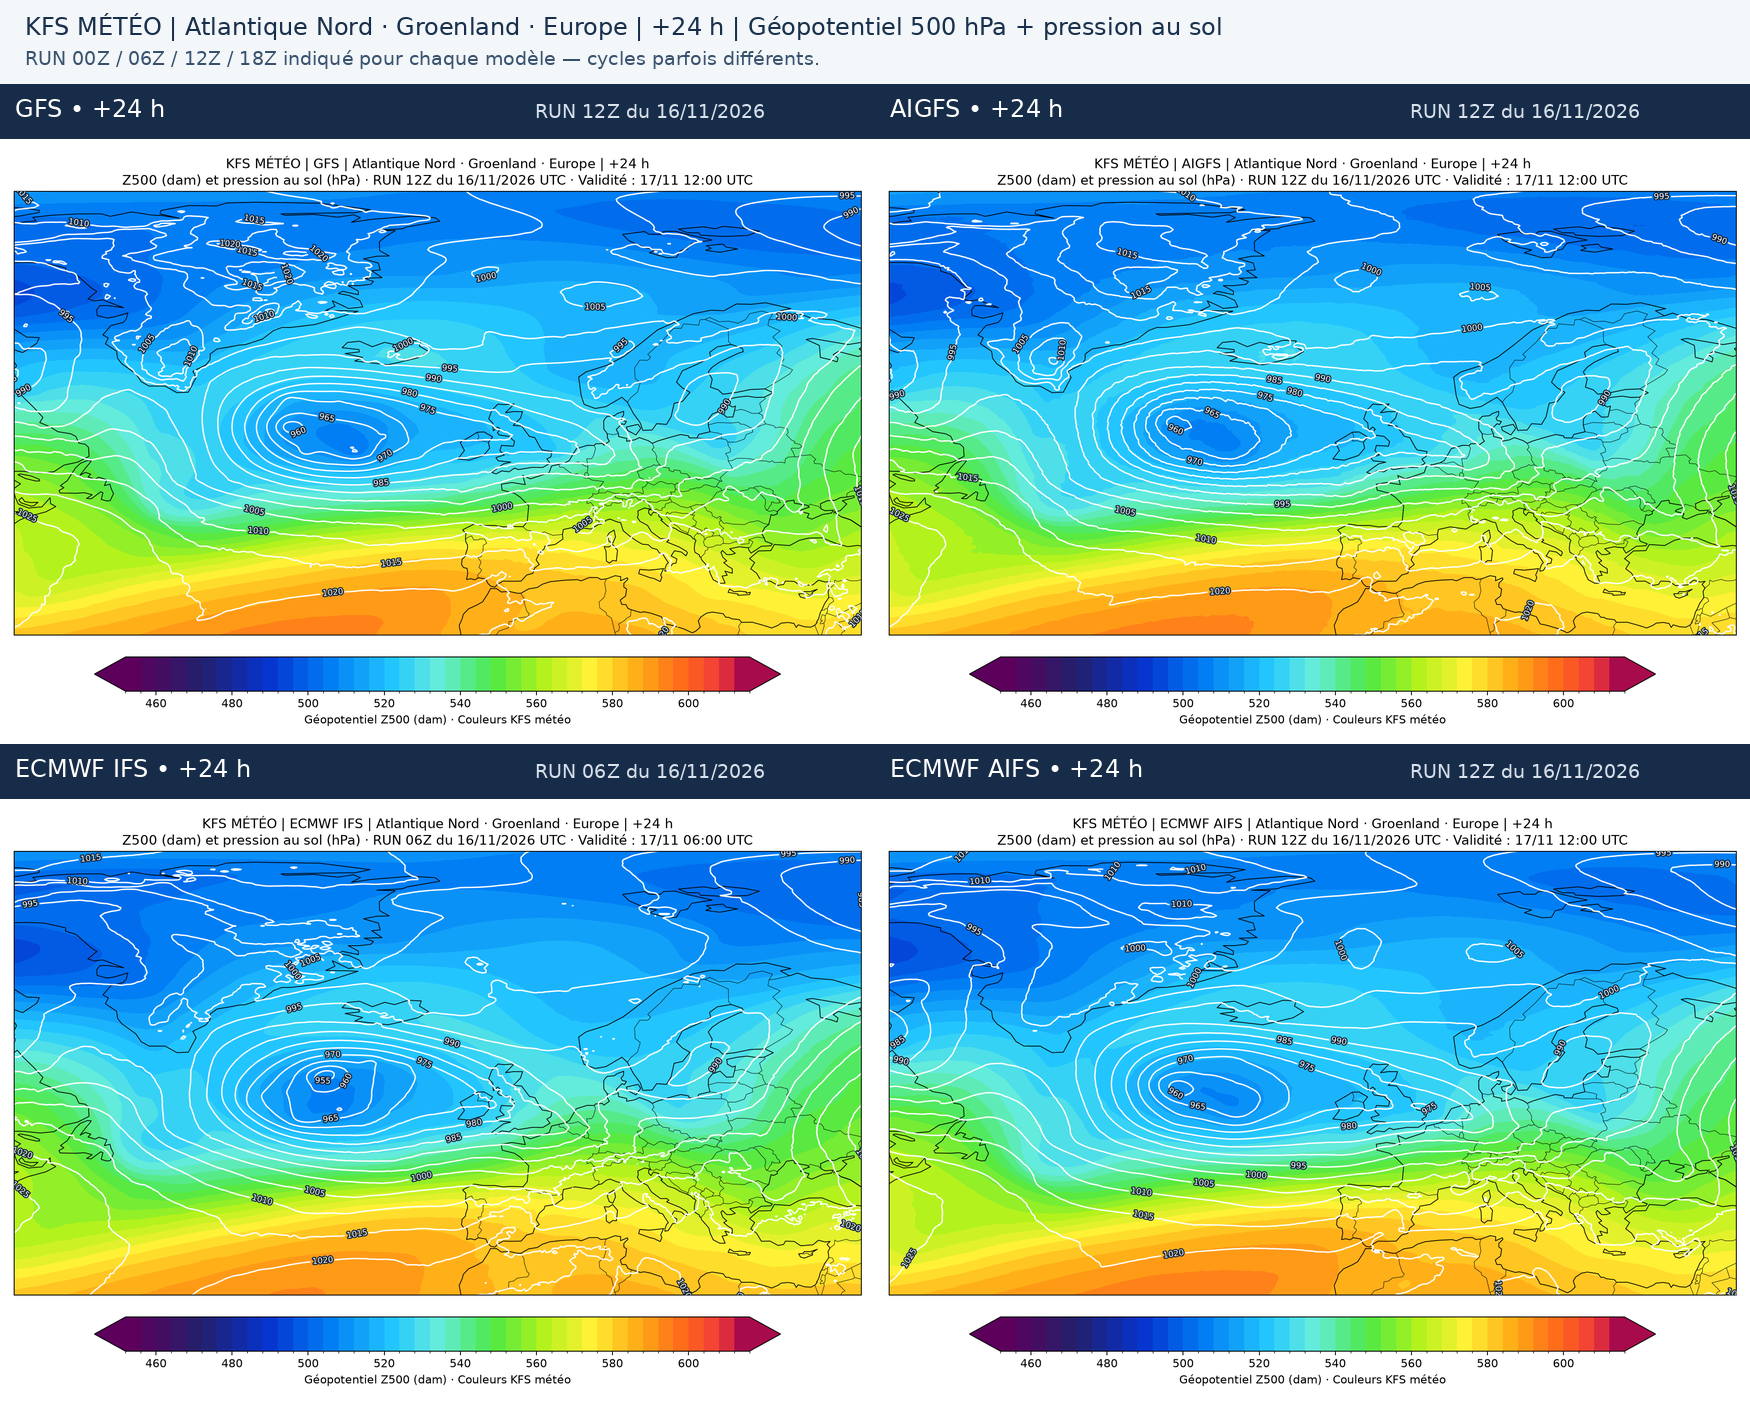 KFS MÉTÉO | Atlantique Nord · Groenland · Europe | +24 h | Géopotentiel 500 hPa + pression au sol
RUN 00Z / 06Z / 12Z / 18Z indiqué pour chaque modèle — cycles parfois différents.
GFS • +24 h
RUN 12Z du 16/11/2026
AIGFS • +24 h
RUN 12Z du 16/11/2026
KFS MÉTÉO | GFS | Atlantique Nord · Groenland · Europe | +24 h
Z500 (dam) et pression au sol (hPa) · RUN 12Z du 16/11/2026 UTC · Validité : 17/11 12:00 UTC
KFS MÉTÉO | AIGFS | Atlantique Nord · Groenland · Europe | +24 h
Z500 (dam) et pression au sol (hPa) · RUN 12Z du 16/11/2026 UTC · Validité : 17/11 12:00 UTC
460 480 500 520 540 560 580 600
Géopotentiel Z500 (dam) · Couleurs KFS météo
460 480 500 520 540 560 580 600
Géopotentiel Z500 (dam) · Couleurs KFS météo
ECMWF IFS • +24 h
RUN 06Z du 16/11/2026
ECMWF AIFS • +24 h
RUN 12Z du 16/11/2026
KFS MÉTÉO | ECMWF IFS | Atlantique Nord · Groenland · Europe | +24 h
Z500 (dam) et pression au sol (hPa) · RUN 06Z du 16/11/2026 UTC · Validité : 17/11 06:00 UTC
KFS MÉTÉO | ECMWF AIFS | Atlantique Nord · Groenland · Europe | +24 h
Z500 (dam) et pression au sol (hPa) · RUN 12Z du 16/11/2026 UTC · Validité : 17/11 12:00 UTC
460 480 500 520 540 560 580 600
Géopotentiel Z500 (dam) · Couleurs KFS météo
460 480 500 520 540 560 580 600
Géopotentiel Z500 (dam) · Couleurs KFS météo